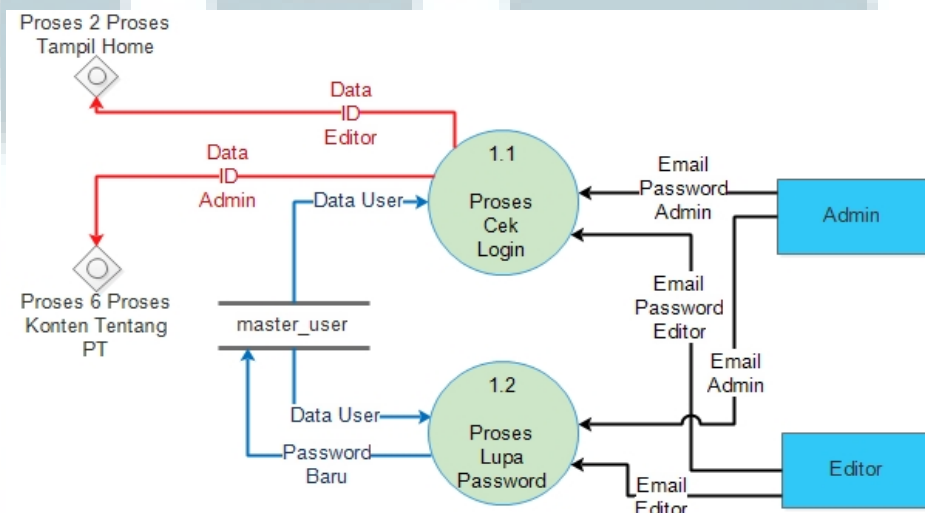 Proses 2 Proses
Tampil Home
Data
ID
Editor
Data
ID
Admin
Data User
1.1
Proses
Cek
Login
Email
Password
Admin
Admin
Proses 6 Proses
Konten Tentang
PT
master_user
Email
Password
Editor
Email
Admin
Data User
Password
Baru
1.2
Proses
Lupa
Password
Email
Editor
Editor